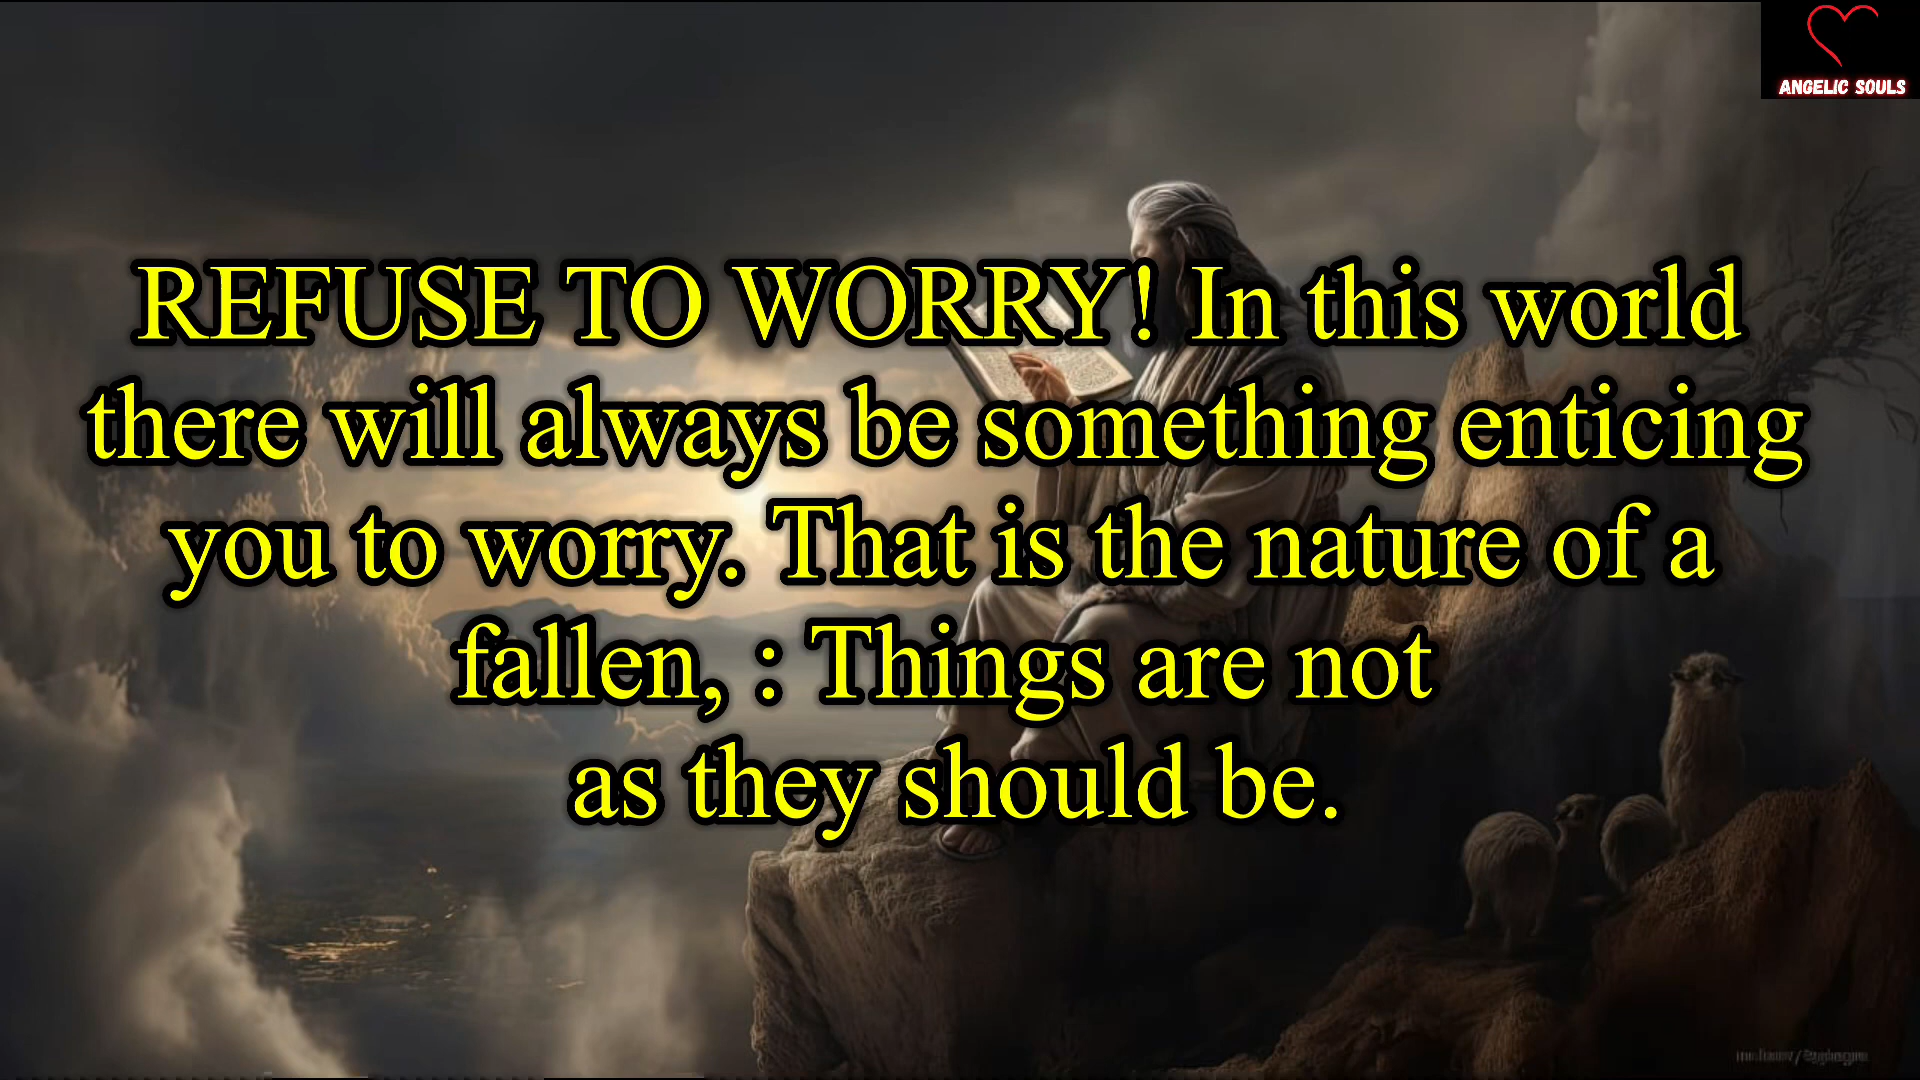 ANGELIC SOULS
REFUSE TO WORRY! In this world
there will always be something enticing
you to worry. That is the nature of a
fallen, : Things are not
as they should be.